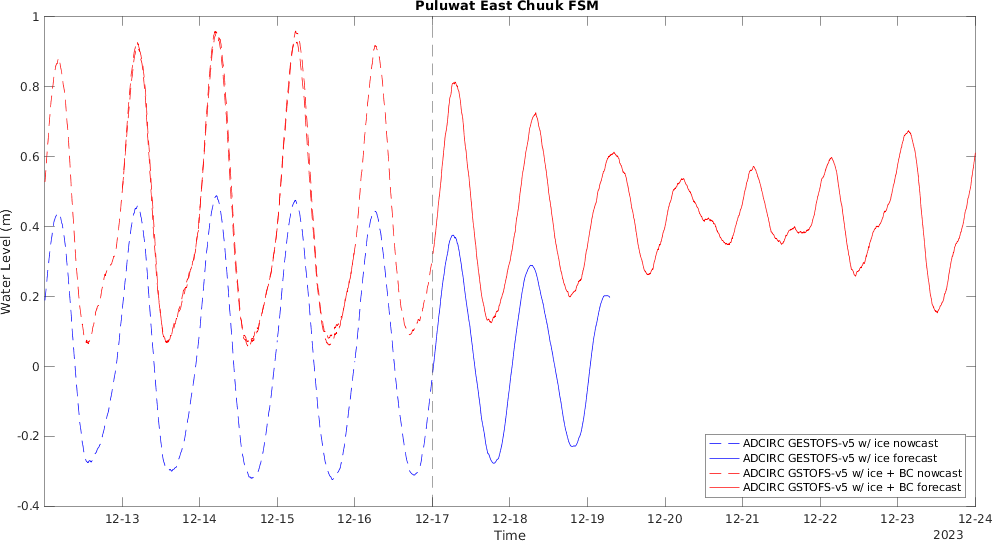 Puluwat East Chuuk FSM
Water Level (m)
1
0.8
0.6
0.4
0.2
0
-0.2
-0.4
ADCIRC GESTOFS-v5 w/ ice nowcast
ADCIRC GESTOFS-v5 w/ ice forecast
ADCIRC GSTOFS-v5 w/ ice + BC nowcast
ADCIRC GSTOFS-v5 w/ ice + BC forecast
12-13 12-14 12-15 12-16 12-17 12-18 12-19 12-20 12-21 12-22 12-23 12-24
Time
2023